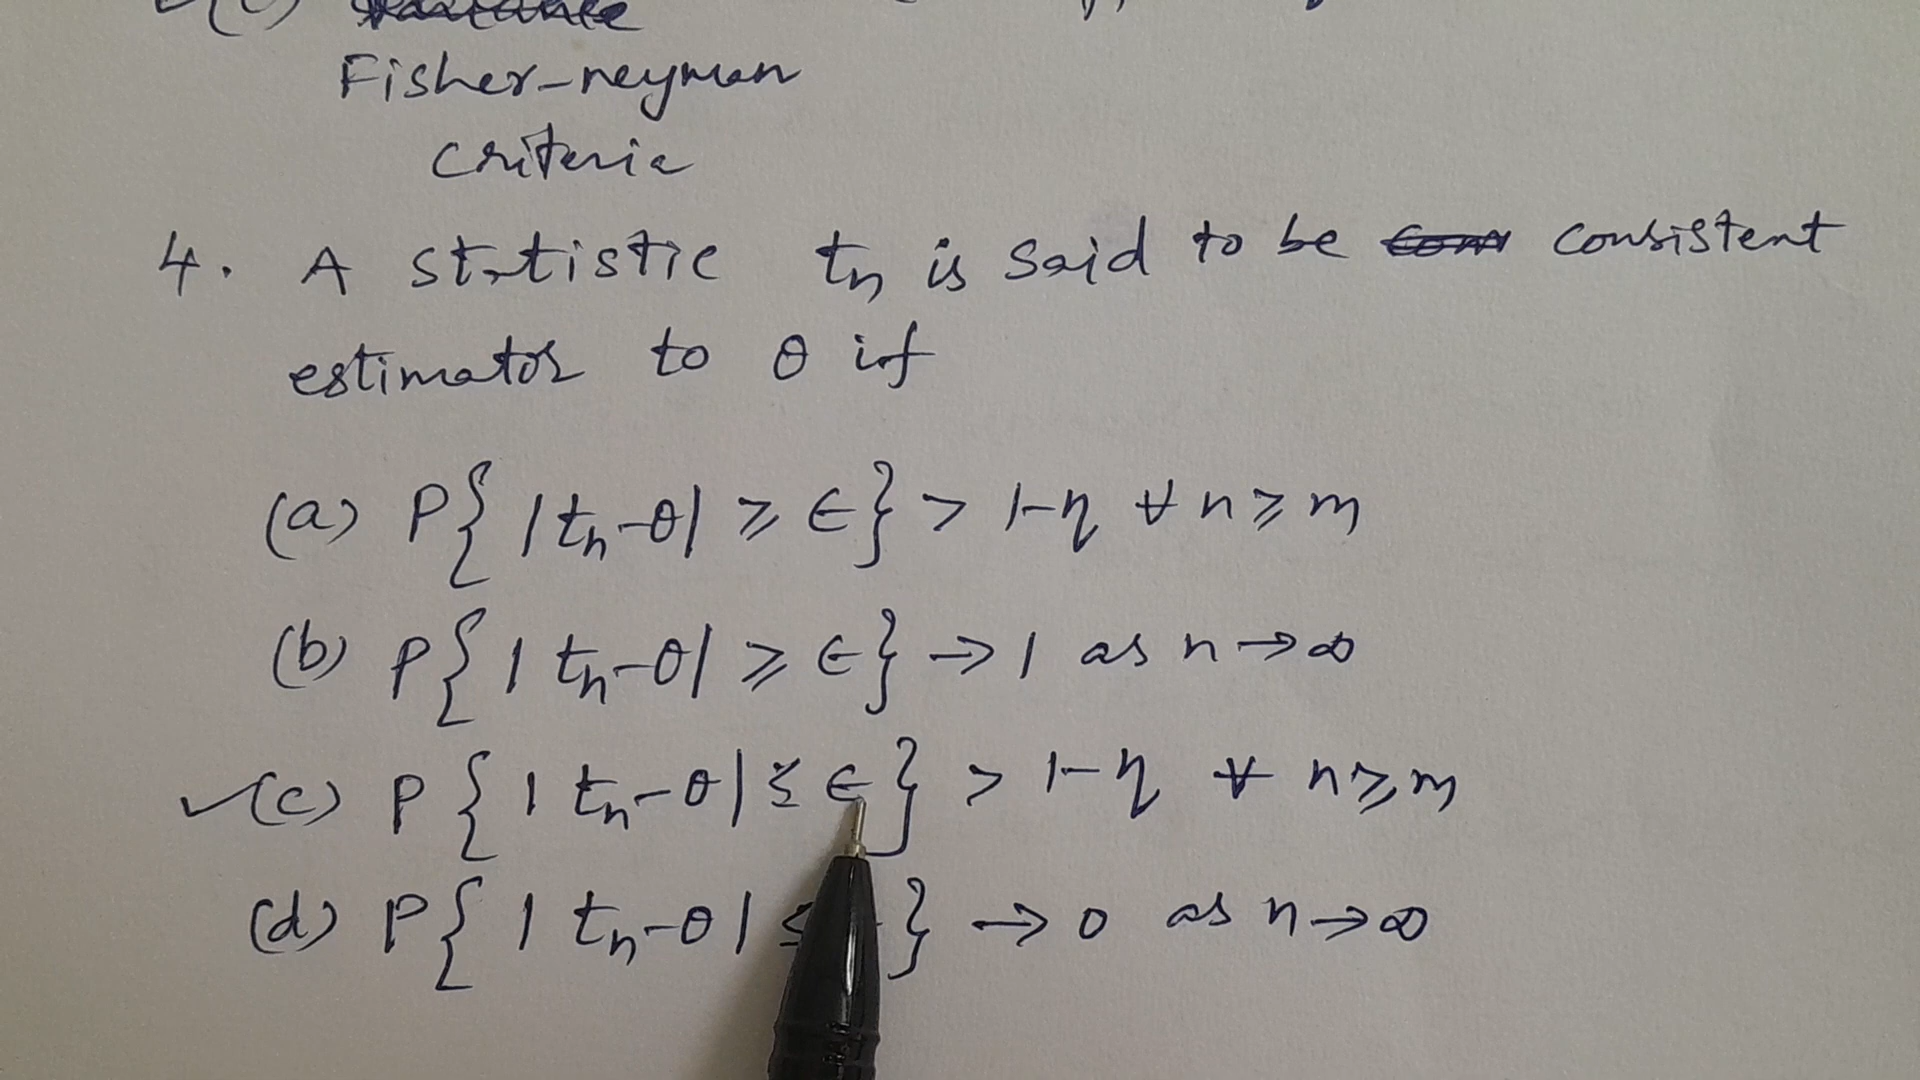 Fisher-neyman
criteria
4. A statistic tn is said to be consistent
estimator to θ if
(a) P{ |tn-θ| ≥ ∈} > 1-η ∀ n ≥ m
(b) P{ |tn-θ| ≥ ∈} → 1 as n → ∞
✓(c) P{ |tn-θ| ≤ ∈} > 1-η ∀ n ≥ m
(d) P{ |tn-θ| ≤ } → 0 as n → ∞